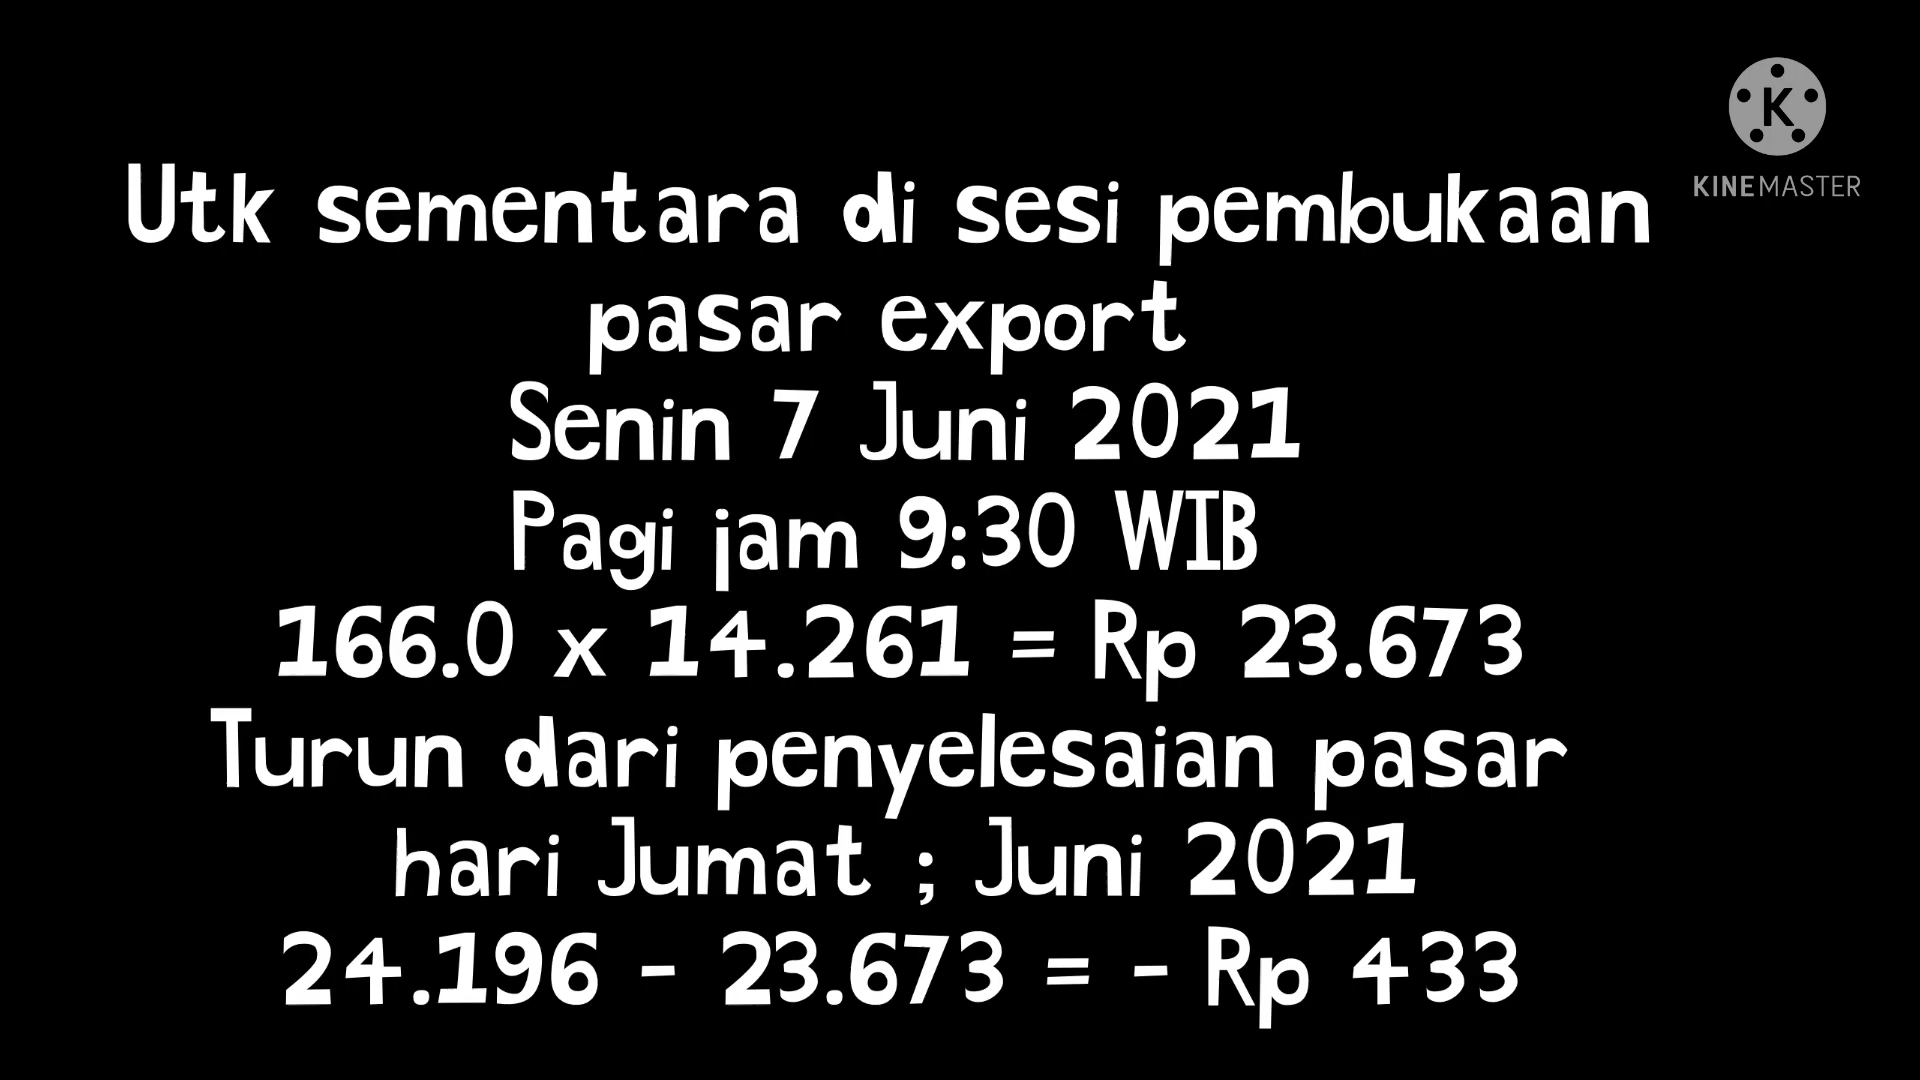 KINEMASTER
Utk sementara di sesi pembukaan
pasar export
Senin 7 Juni 2021
Pagi jam 9:30 WIB
166.0 x 14.261 = Rp 23.673
Turun dari penyelesaian pasar
hari Jumat ; Juni 2021
24.196 - 23.673 = - Rp 433